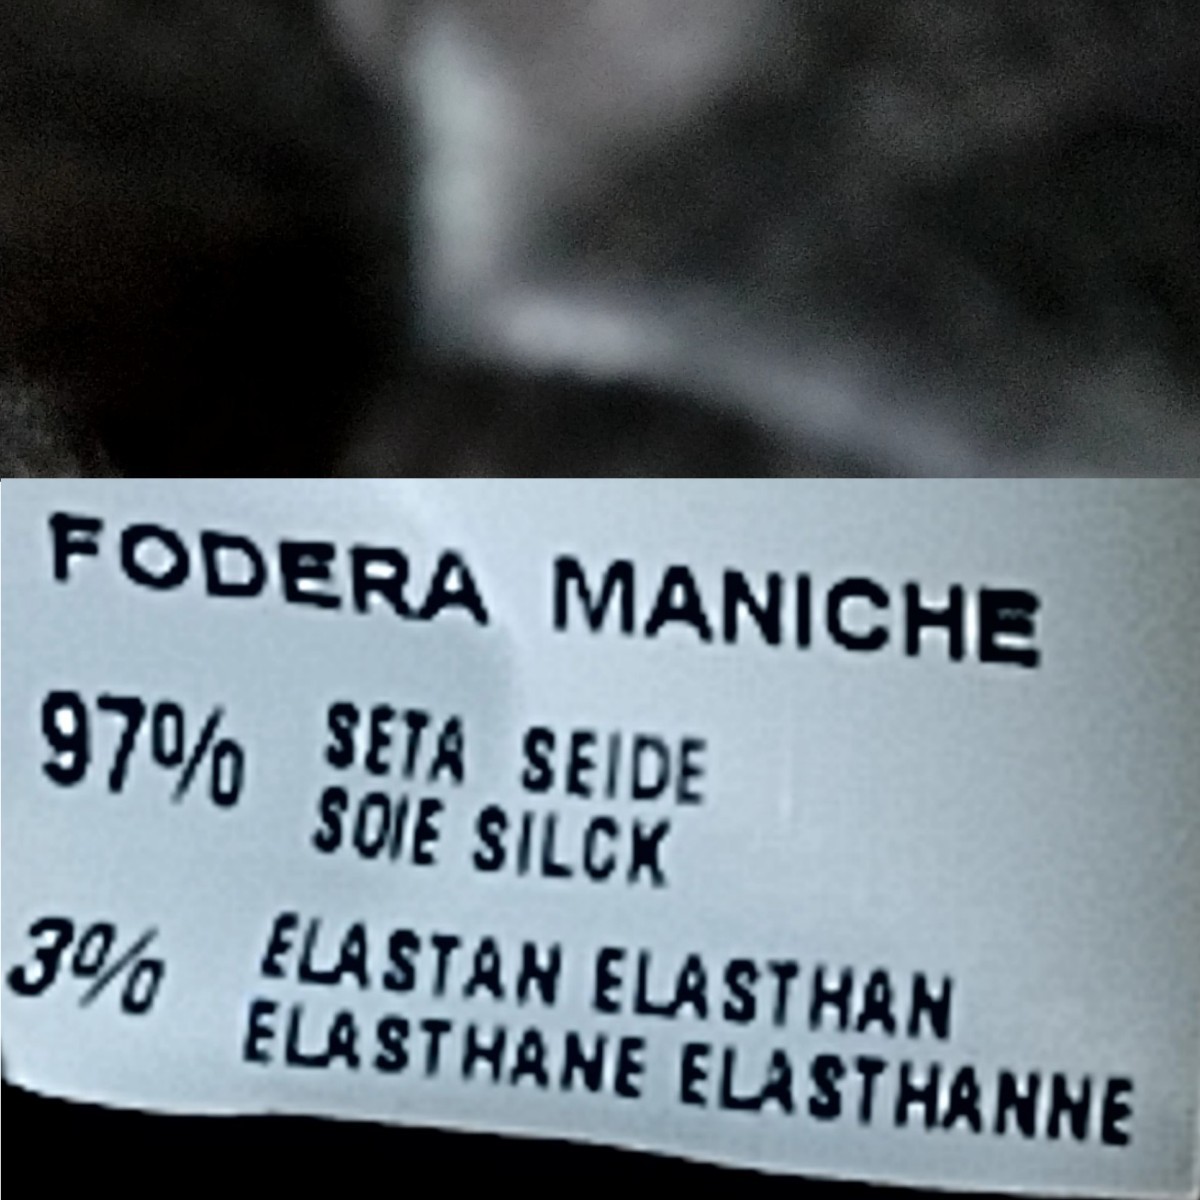 FODERA MANICHE
97% SETA SEIDE
SOIE SILCK
3% ELASTAN ELASTHAN
ELASTHANE ELASTHANNE